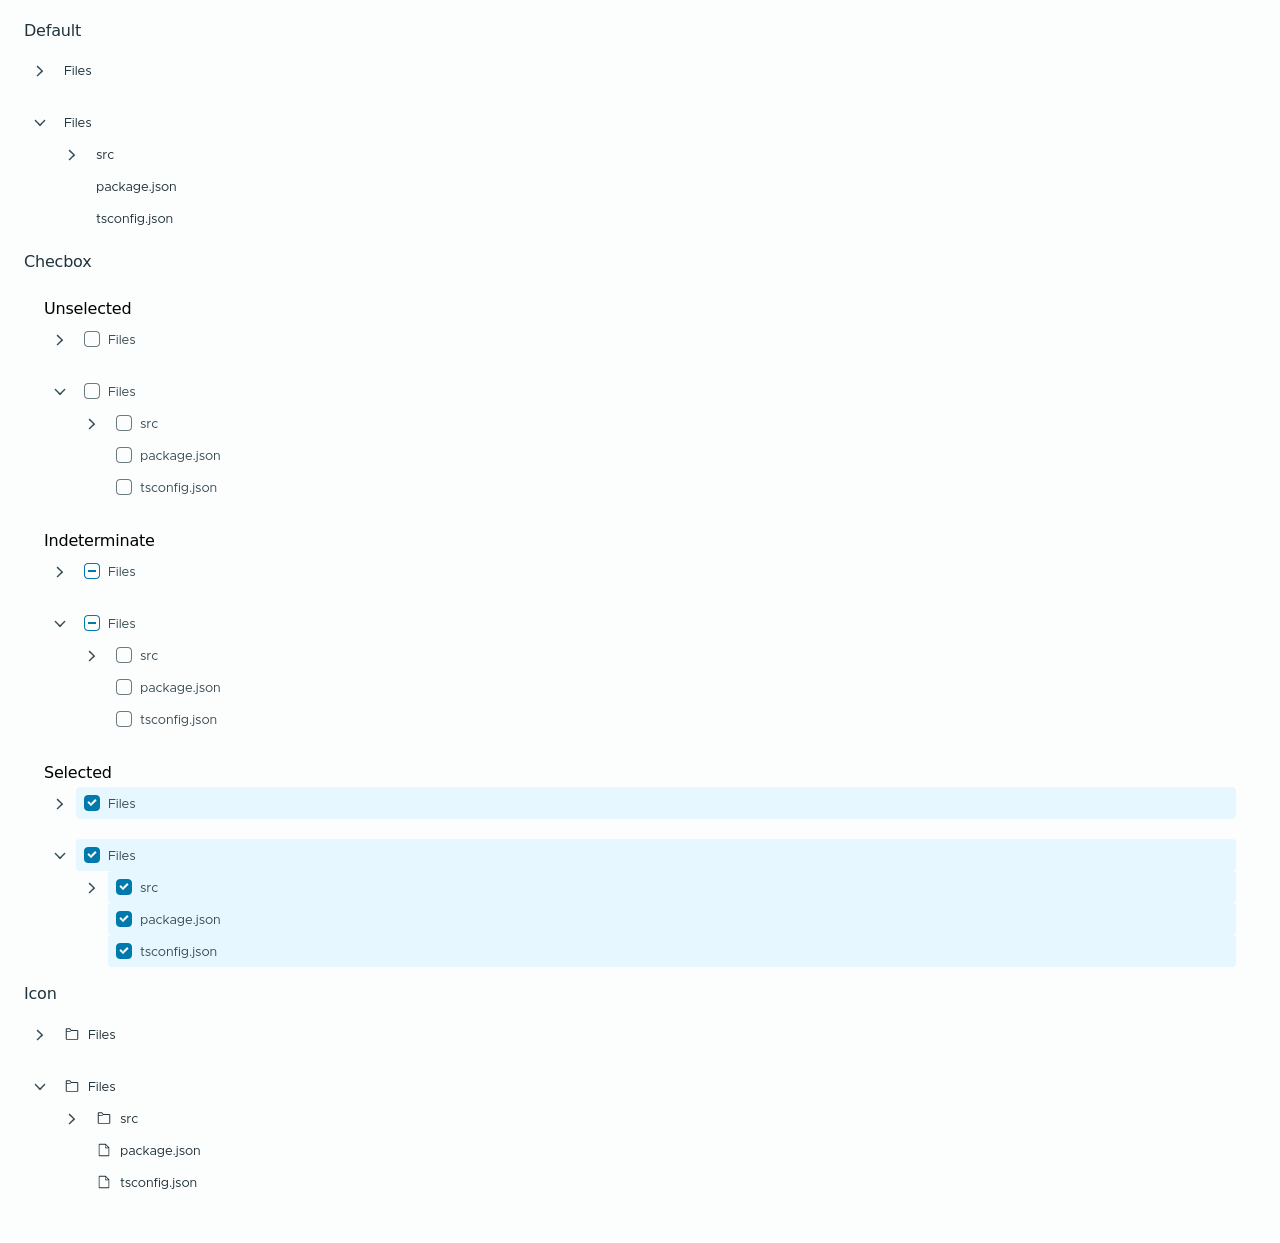 Default
Files
Files
src
package.json
tsconfig.json
Checbox
Unselected
Files
Files
src
package.json
tsconfig.json
Indeterminate
Files
Files
src
package.json
tsconfig.json
Selected
Files
Files
src
package.json
tsconfig.json
Icon
Files
Files
src
package.json
tsconfig.json